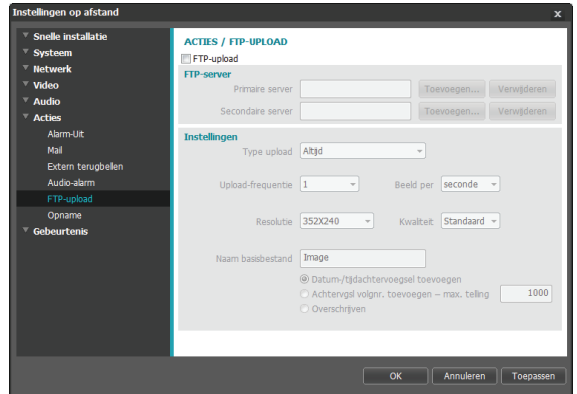 Instellingen op afstand x
Snelle installatie
Systeem
Netwerk
Video
Audio
Acties
Alarm-Uit
Mail
Extern terugbellen
Audio-alarm
FTP-upload
Opname
Gebeurtenis
ACTIES / FTP-UPLOAD
FTP-upload
FTP-server
Primaire server Toevoegen... Verwijderen
Secondaire server Toevoegen... Verwijderen
Instellingen
Type upload Altijd
Upload-frequentie 1 Beeld per seconde
Resolutie 352X240 Kwaliteit Standaard
Naam basisbestand Image
Datum-/tijdachtervoegsel toevoegen
Achtervgsl volgnr. toevoegen -- max. telling 1000
Overschrijven
OK Annuleren Toepassen